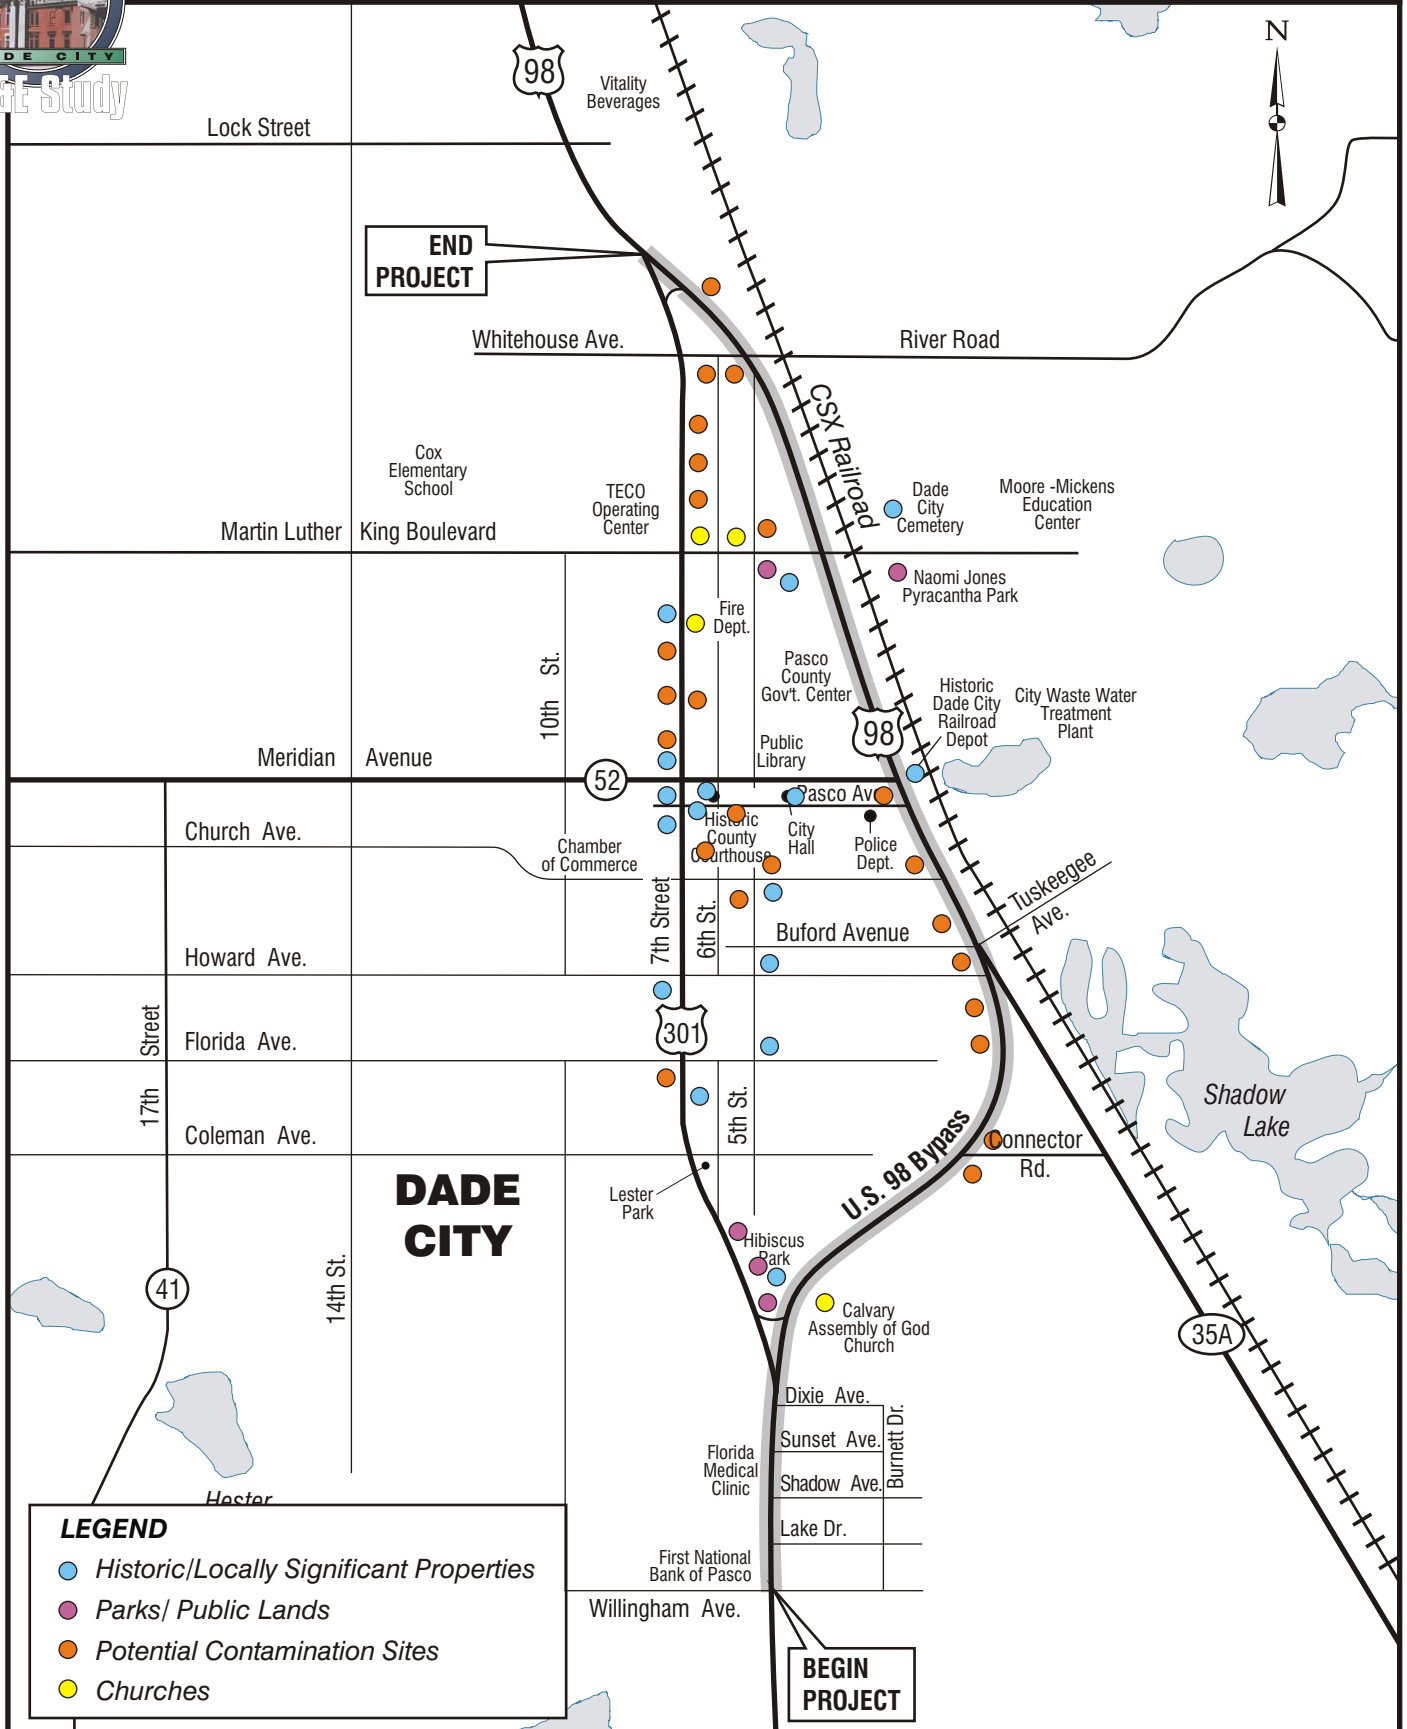 DE CITY
&E Study
N
98
Vitality
Beverages
Lock Street
END
PROJECT
Whitehouse Ave.
River Road
CSX Railroad
Cox
Elementary
School
TECO
Operating
Center
Dade
City
Cemetery
Moore -Mickens
Education
Center
Martin Luther King Boulevard
Naomi Jones
Pyracantha Park
Fire
Dept.
10th St.
Pasco
County
Gov't. Center
Historic
Dade City
Railroad
Depot
City Waste Water
Treatment
Plant
98
Public
Library
Meridian Avenue
52
Pasco Ave
Church Ave.
Historic
County
Courthouse
City
Hall
Police
Dept.
Chamber
of Commerce
Tuskeegee
Ave.
7th Street
6th St.
Buford Avenue
Howard Ave.
301
17th Street
Florida Ave.
Shadow
Lake
5th St.
Coleman Ave.
U.S. 98 Bypass
Connector
Rd.
DADE
CITY
Lester
Park
Hibiscus
Park
14th St.
41
Calvary
Assembly of God
Church
35A
Dixie Ave.
Burnett Dr.
Sunset Ave.
Florida
Medical
Clinic
Shadow Ave.
Lake Dr.
Hester
First National
Bank of Pasco
Willingham Ave.
BEGIN
PROJECT
LEGEND
Historic/Locally Significant Properties
Parks/ Public Lands
Potential Contamination Sites
Churches